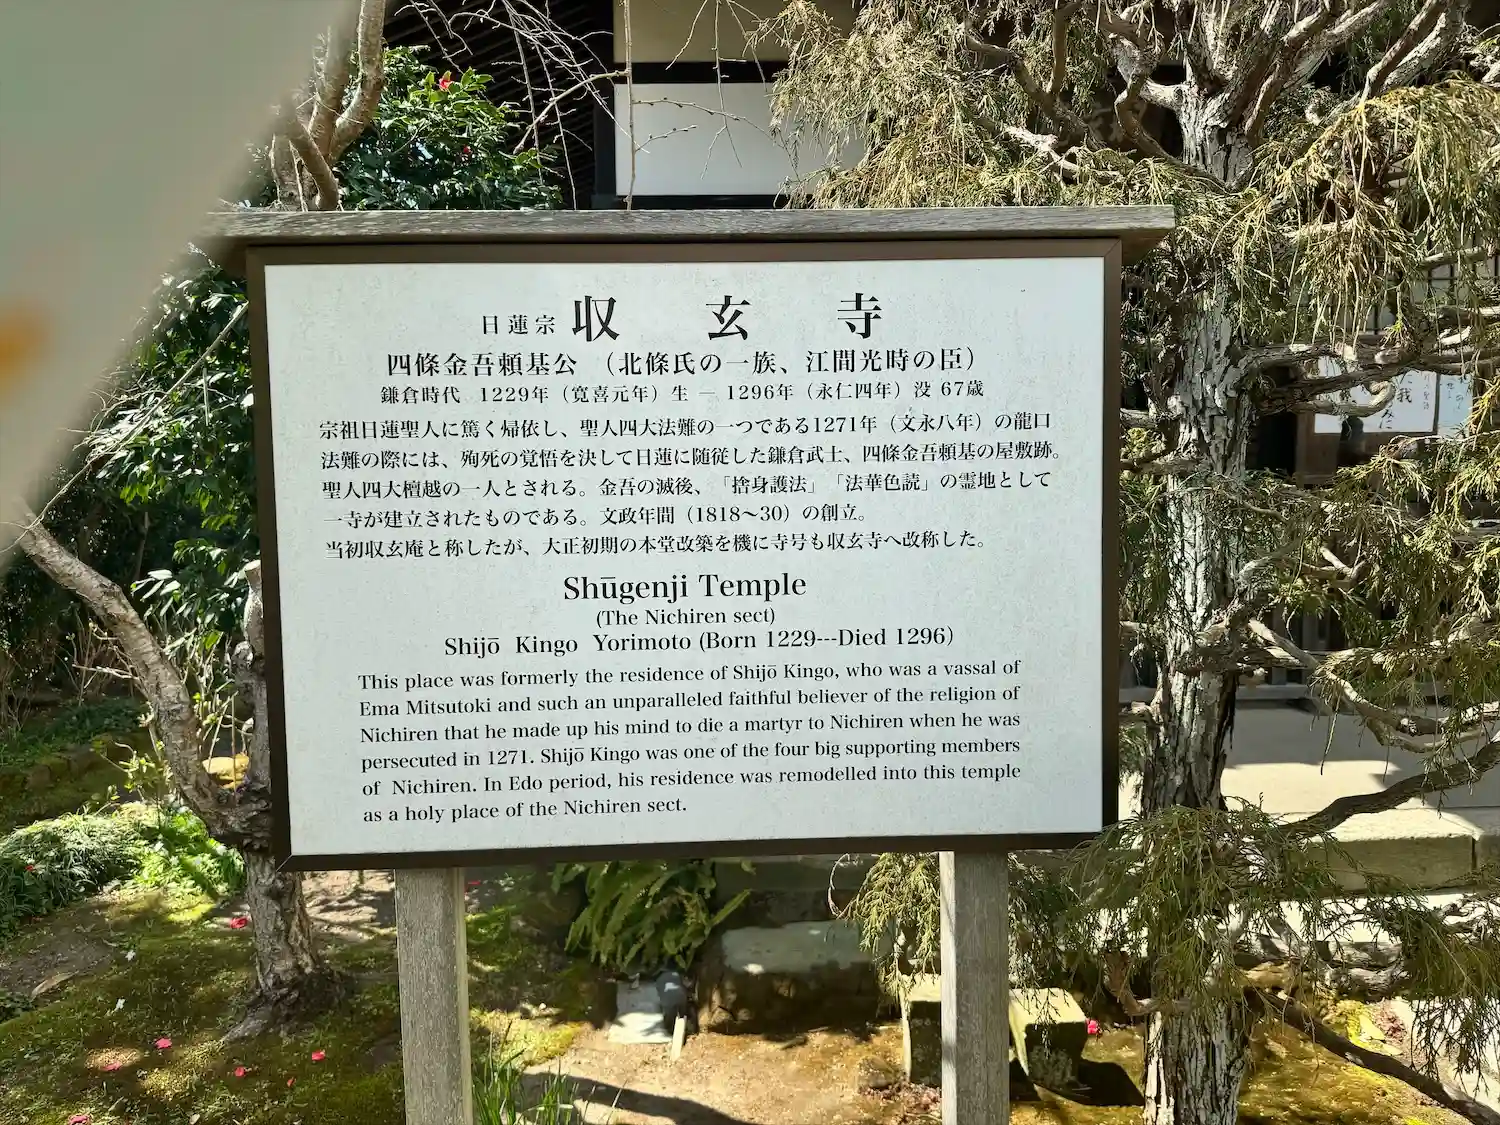 日蓮宗 収玄寺
四條金吾頼基公 （北條氏の一族、江間光時の臣）
鎌倉時代 1229年（寛喜元年）生 ― 1296年（永仁四年）没 67歳
宗祖日蓮聖人に篤く帰依し、聖人四大法難の一つである1271年（文永八年）の龍口
法難の際には、殉死の覚悟を決して日蓮に随従した鎌倉武士、四條金吾頼基の屋敷跡。
聖人四大檀越の一人とされる。金吾の滅後、「捨身護法」「法華色読」の霊地として
一寺が建立されたものである。文政年間（1818〜30）の創立。
当初収玄庵と称したが、大正初期の本堂改築を機に寺号も収玄寺へ改称した。
Shūgenji Temple
(The Nichiren sect)
Shijō Kingo Yorimoto (Born 1229---Died 1296)
This place was formerly the residence of Shijō Kingo, who was a vassal of
Ema Mitsutoki and such an unparalleled faithful believer of the religion of
Nichiren that he made up his mind to die a martyr to Nichiren when he was
persecuted in 1271. Shijō Kingo was one of the four big supporting members
of Nichiren. In Edo period, his residence was remodelled into this temple
as a holy place of the Nichiren sect.